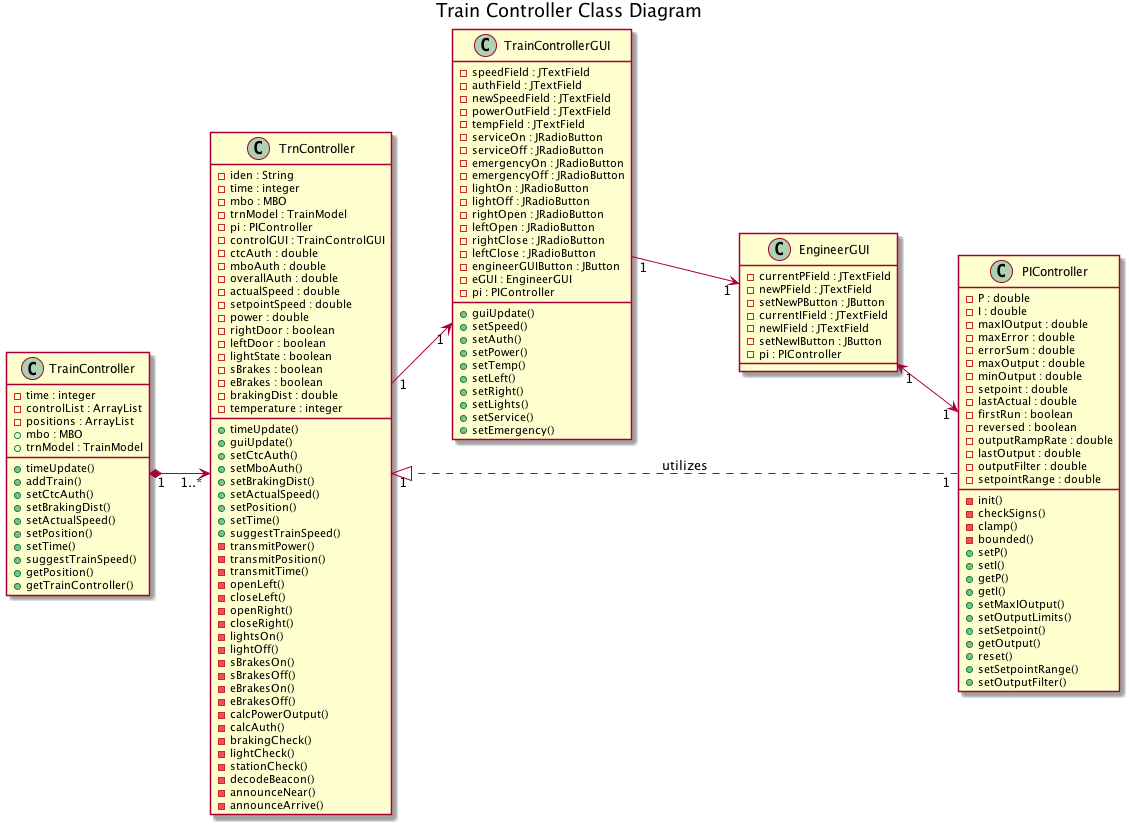 Train Controller Class Diagram
C TrainController
time : integer
controlList : ArrayList
positions : ArrayList
mbo : MBO
trnModel : TrainModel
timeUpdate()
addTrain()
setCtcAuth()
setBrakingDist()
setActualSpeed()
setPosition()
setTime()
suggestTrainSpeed()
getPosition()
getTrainController()
1
1..*
C TrnController
iden : String
time : integer
mbo : MBO
trnModel : TrainModel
pi : PIController
controlGUI : TrainControlGUI
ctcAuth : double
mboAuth : double
overallAuth : double
actualSpeed : double
setpointSpeed : double
power : double
rightDoor : boolean
leftDoor : boolean
lightState : boolean
sBrakes : boolean
eBrakes : boolean
brakingDist : double
temperature : integer
timeUpdate()
guiUpdate()
setCtcAuth()
setMboAuth()
setBrakingDist()
setActualSpeed()
setPosition()
setTime()
suggestTrainSpeed()
transmitPower()
transmitPosition()
transmitTime()
openLeft()
closeLeft()
openRight()
closeRight()
lightsOn()
lightOff()
sBrakesOn()
sBrakesOff()
eBrakesOn()
eBrakesOff()
calcPowerOutput()
calcAuth()
brakingCheck()
lightCheck()
stationCheck()
decodeBeacon()
announceNear()
announceArrive()
1
1
C TrainControllerGUI
speedField : JTextField
authField : JTextField
newSpeedField : JTextField
powerOutField : JTextField
tempField : JTextField
serviceOn : JRadioButton
serviceOff : JRadioButton
emergencyOn : JRadioButton
emergencyOff : JRadioButton
lightOn : JRadioButton
lightOff : JRadioButton
rightOpen : JRadioButton
leftOpen : JRadioButton
rightClose : JRadioButton
leftClose : JRadioButton
engineerGUIButton : JButton
eGUI : EngineerGUI
pi : PIController
guiUpdate()
setSpeed()
setAuth()
setPower()
setTemp()
setLeft()
setRight()
setLights()
setService()
setEmergency()
1
1
C EngineerGUI
currentPField : JTextField
newPField : JTextField
setNewPButton : JButton
currentIField : JTextField
newIField : JTextField
setNewIButton : JButton
pi : PIController
1
1
utilizes
1
1
C PIController
P : double
I : double
maxIOutput : double
maxError : double
errorSum : double
maxOutput : double
minOutput : double
setpoint : double
lastActual : double
firstRun : boolean
reversed : boolean
outputRampRate : double
lastOutput : double
outputFilter : double
setpointRange : double
init()
checkSigns()
clamp()
bounded()
setP()
setI()
getP()
getI()
setMaxIOutput()
setOutputLimits()
setSetpoint()
getOutput()
reset()
setSetpointRange()
setOutputFilter()